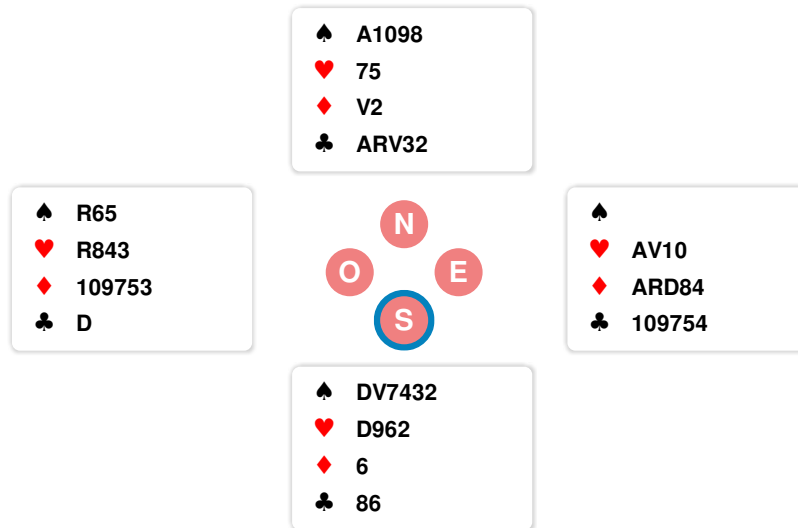 ♠ A1098
♥ 75
♦ V2
♣ ARV32
♠ R65
♥ R843
♦ 109753
♣ D
N
O
E
S
♠
♥ AV10
♦ ARD84
♣ 109754
♠ DV7432
♥ D962
♦ 6
♣ 86